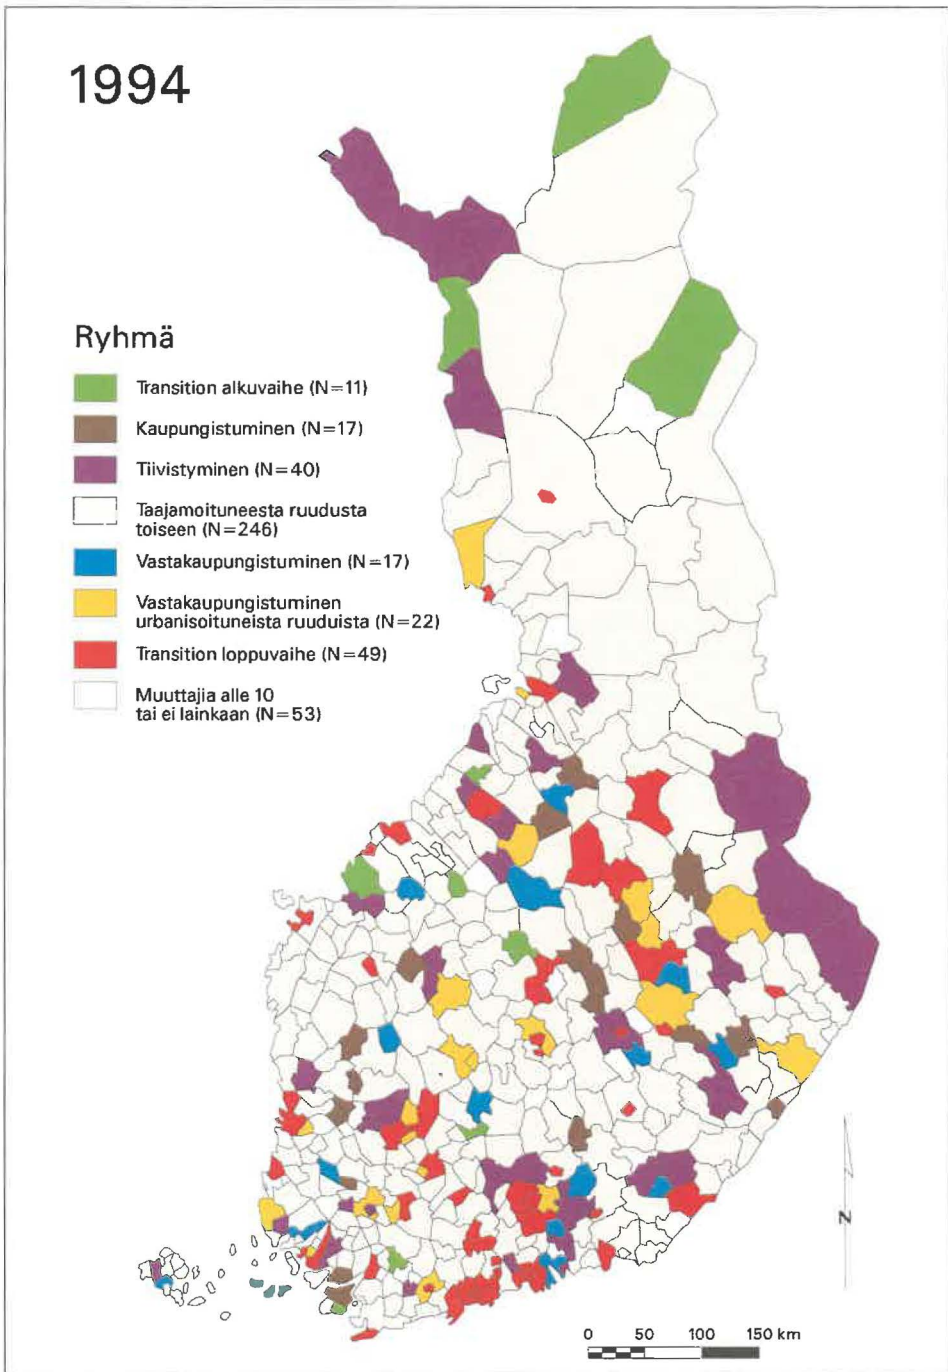 1994
Ryhmä
Transition alkuvaihe (N=11)
Kaupungistuminen (N=17)
Tiivistyminen (N=40)
Taajamoituneesta ruudusta
toiseen (N=246)
Vastakaupungistuminen (N=17)
Vastakaupungistuminen
urbanisoituneista ruuduista (N=22)
Transition loppuvaihe (N=49)
Muuttajia alle 10
tai ei lainkaan (N=53)
N
0 50 100 150 km